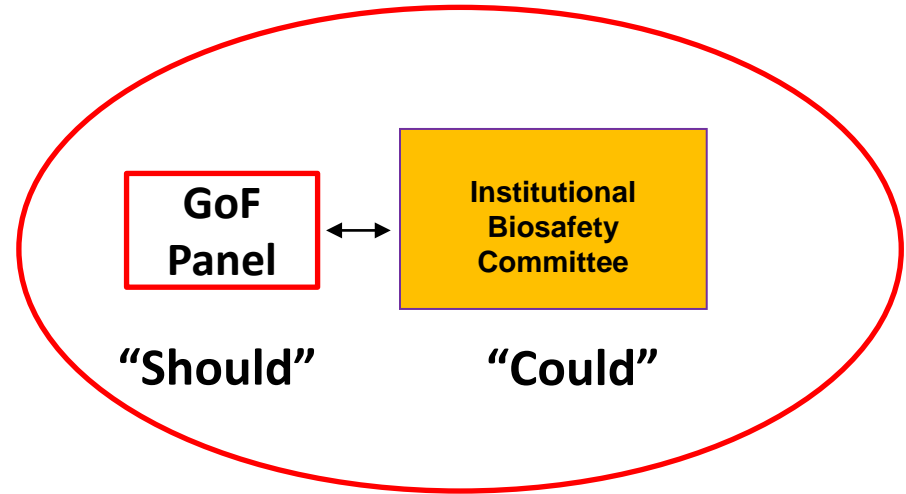 GoF
Panel
Institutional
Biosafety
Committee
“Should”
“Could”